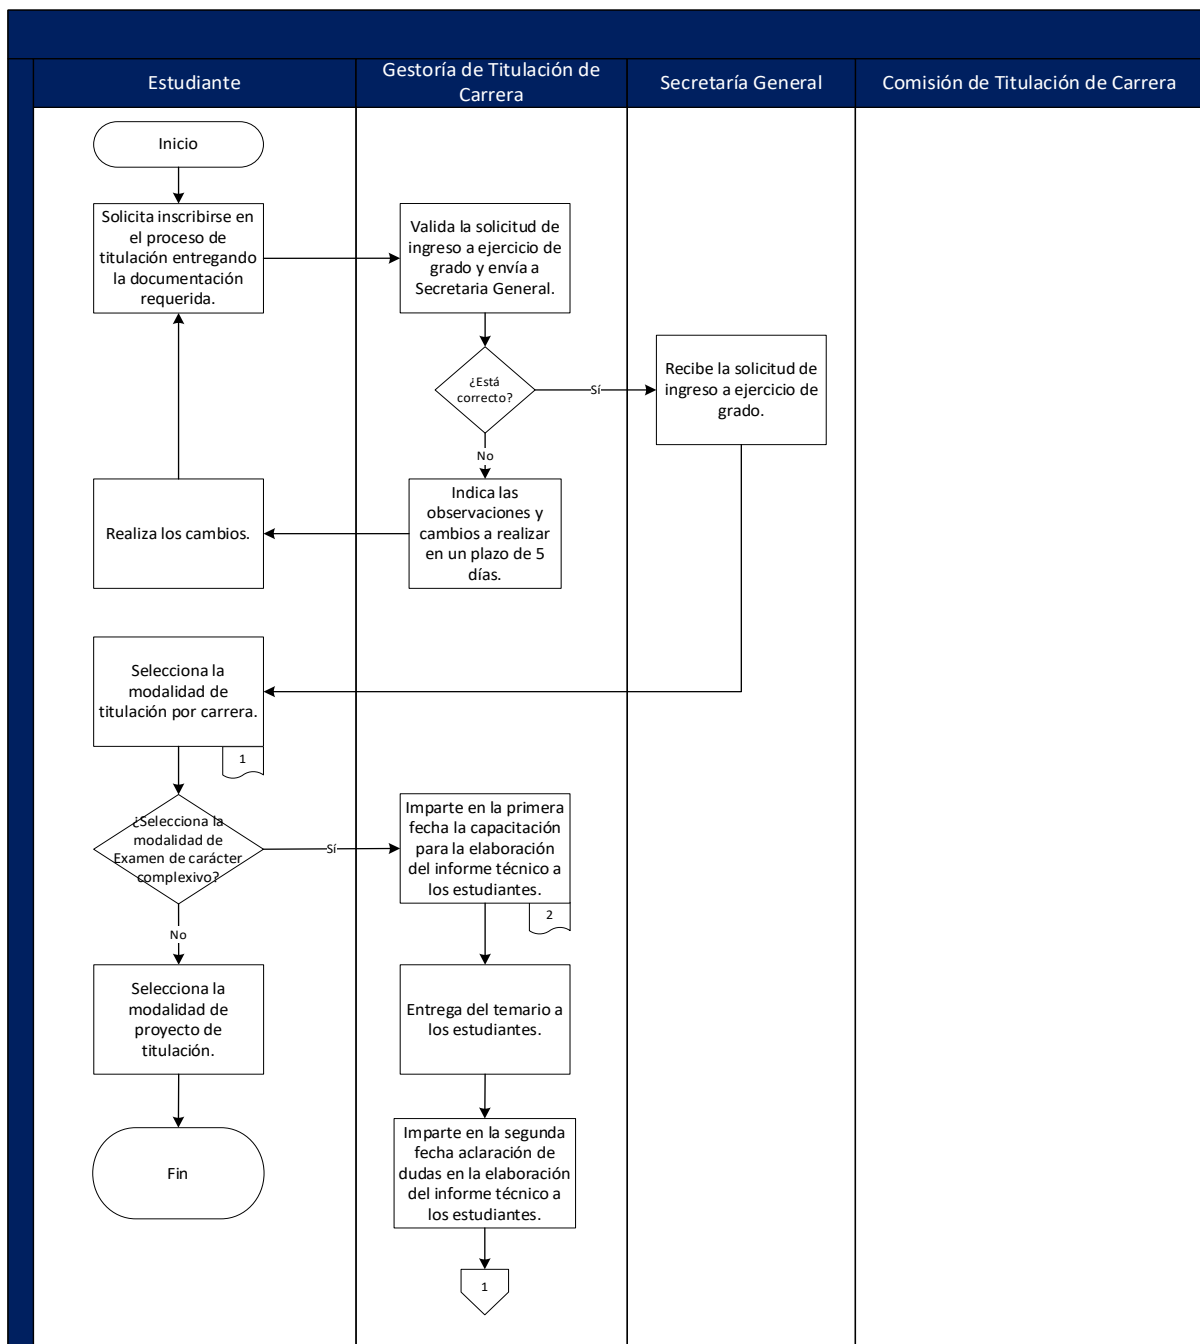 Estudiante
Gestoría de Titulación de
Carrera
Secretaría General
Comisión de Titulación de Carrera
Inicio
Solicita inscribirse en
el proceso de
titulación entregando
la documentación
requerida.
Valida la solicitud de
ingreso a ejercicio de
grado y envía a
Secretaria General.
¿Está
correcto?
Sí
Recibe la solicitud de
ingreso a ejercicio de
grado.
No
Indica las
observaciones y
cambios a realizar
en un plazo de 5
días.
Realiza los cambios.
Selecciona la
modalidad de
titulación por carrera.
1
¿Selecciona la
modalidad de
Examen de carácter
complexivo?
Sí
Imparte en la primera
fecha la capacitación
para la elaboración
del informe técnico a
los estudiantes.
2
No
Selecciona la
modalidad de
proyecto de
titulación.
Entrega del temario a
los estudiantes.
Fin
Imparte en la segunda
fecha aclaración de
dudas en la elaboración
del informe técnico a
los estudiantes.
1